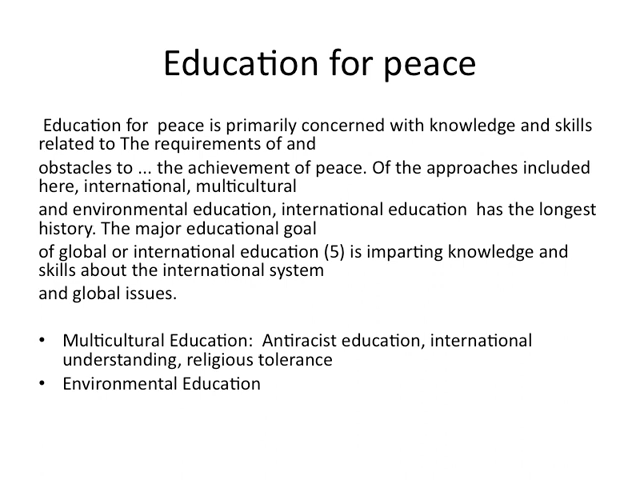 Education for peace
Education for  peace is primarily concerned with knowledge and skills
related to The requirements of and
obstacles to ... the achievement of peace. Of the approaches included
here, international, multicultural
and environmental education, international education  has the longest
history. The major educational goal
of global or international education (5) is imparting knowledge and
skills about the international system
and global issues.
• Multicultural Education:  Antiracist education, international
understanding, religious tolerance
• Environmental Education